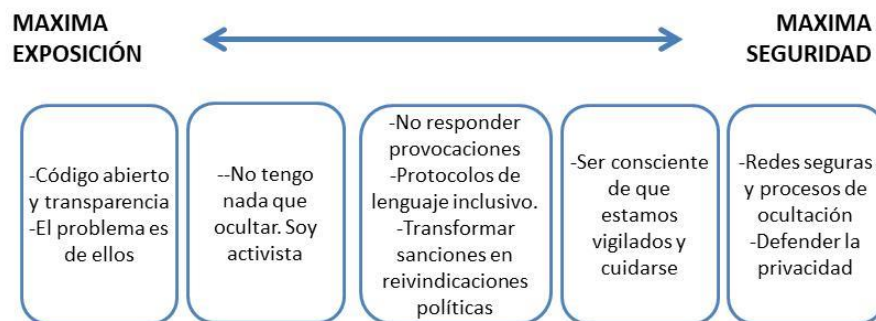 MAXIMA
EXPOSICIÓN
MAXIMA
SEGURIDAD
-Código abierto
y transparencia
-El problema es
de ellos
--No tengo
nada que
ocultar. Soy
activista
-No responder
provocaciones
-Protocolos de
lenguaje inclusivo.
-Transformar
sanciones en
reivindicaciones
políticas
-Ser consciente
de que
estamos
vigilados y
cuidarse
-Redes seguras
y procesos de
ocultación
-Defender la
privacidad